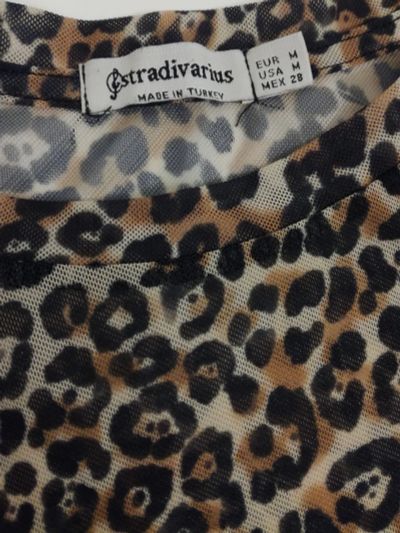 Stradivarius
MADE IN TURKEY
EUR M
USA M
MEX 28